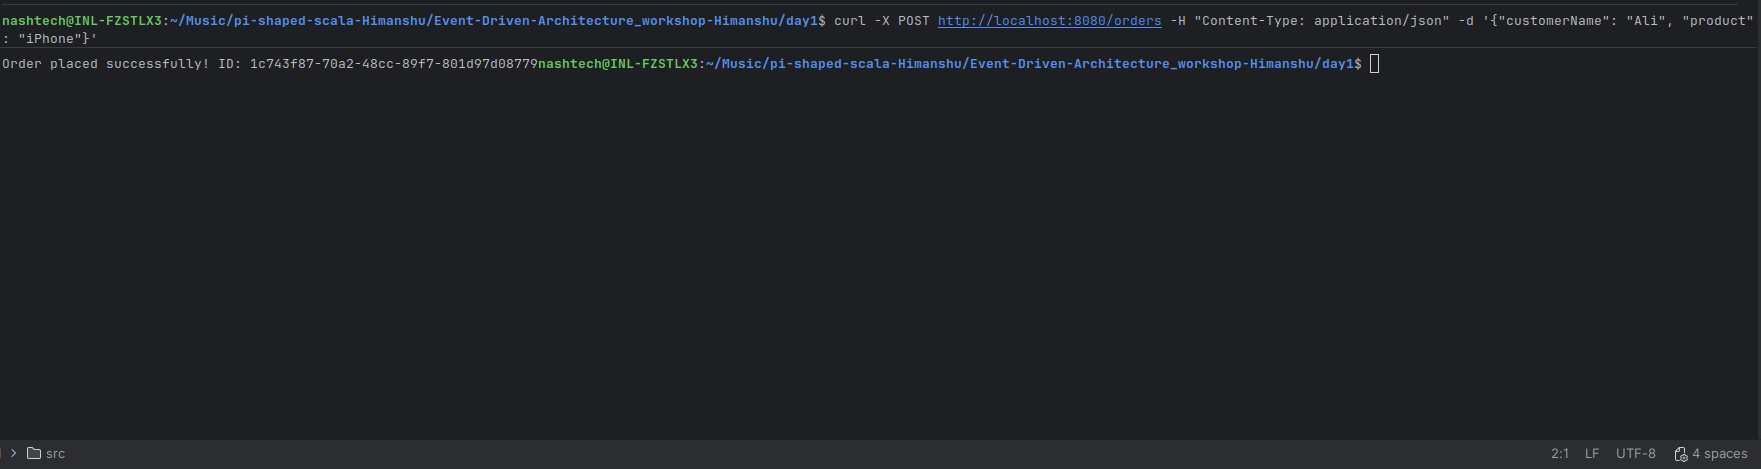 nashtech@INL-FZSTLX3:~/Music/pi-shaped-scala-Himanshu/Event-Driven-Architecture_workshop-Himanshu/day1$ curl -X POST http://localhost:8080/orders -H "Content-Type: application/json" -d '{"customerName": "Ali", "product"
: "iPhone"}'
Order placed successfully! ID: 1c743f87-70a2-48cc-89f7-801d97d08779nashtech@INL-FZSTLX3:~/Music/pi-shaped-scala-Himanshu/Event-Driven-Architecture_workshop-Himanshu/day1$
> src 2:1 LF UTF-8 4 spaces